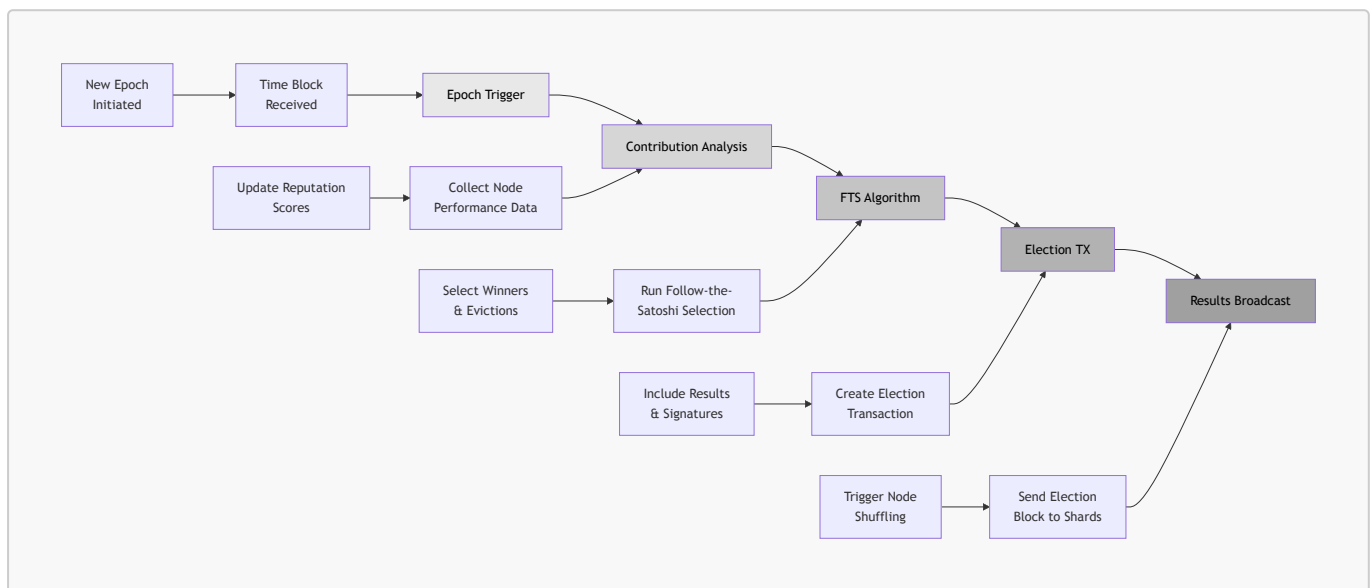 New Epoch
Initiated
Time Block
Received
Epoch Trigger
Contribution Analysis
Update Reputation
Scores
Collect Node
Performance Data
FTS Algorithm
Election TX
Select Winners
& Evictions
Run Follow-the-
Satoshi Selection
Results Broadcast
Include Results
& Signatures
Create Election
Transaction
Trigger Node
Shuffling
Send Election
Block to Shards